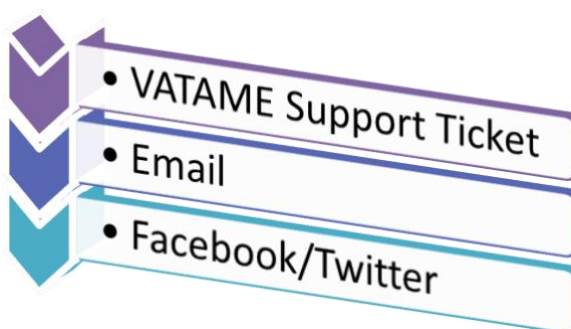 • VATAME Support Ticket
• Email
• Facebook/Twitter